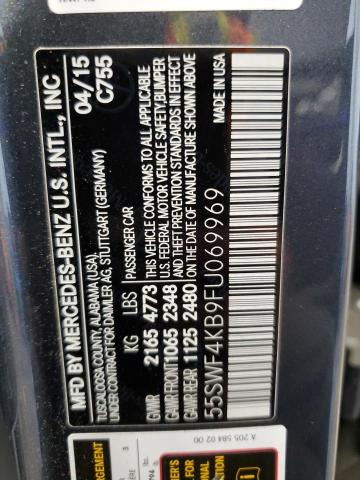 MFD BY MERCEDES-BENZ U.S. INTL., INC
TUSCALOOSA COUNTY, ALABAMA (USA),
UNDER CONTRACT FOR DAIMLER AG, STUTTGART (GERMANY)
04/15
C755
PASSENGER CAR
KG LBS
GVWR 2165 4773
GAWR FRONT 1065 2348
GAWR REAR 1125 2480
THIS VEHICLE CONFORMS TO ALL APPLICABLE
U.S. FEDERAL MOTOR VEHICLE SAFETY, BUMPER
AND THEFT PREVENTION STANDARDS IN EFFECT
ON THE DATE OF MANUFACTURE SHOWN ABOVE.
55SWF4KB9FU069969
MADE IN USA
A 205 584 02 00